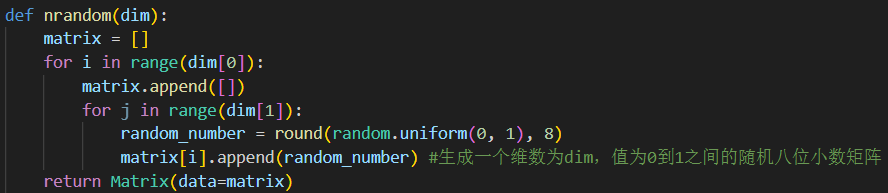 def nrandom(dim):
    matrix = []
    for i in range(dim[0]):
        matrix.append([])
        for j in range(dim[1]):
            random_number = round(random.uniform(0, 1), 8)
            matrix[i].append(random_number) #生成一个维数为dim，值为0到1之间的随机八位小数矩阵
    return Matrix(data=matrix)